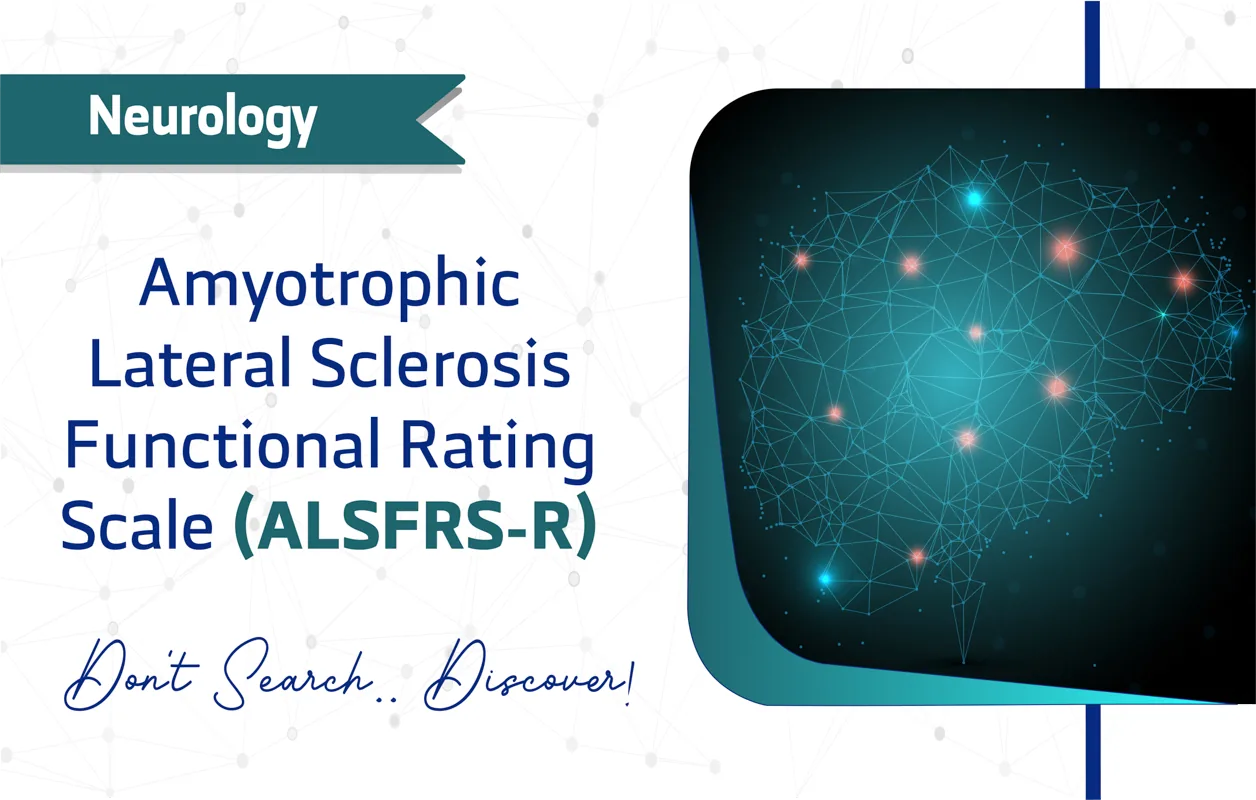 Neurology
Amyotrophic
Lateral Sclerosis
Functional Rating
Scale (ALSFRS-R)
Don't Search.. Discover!